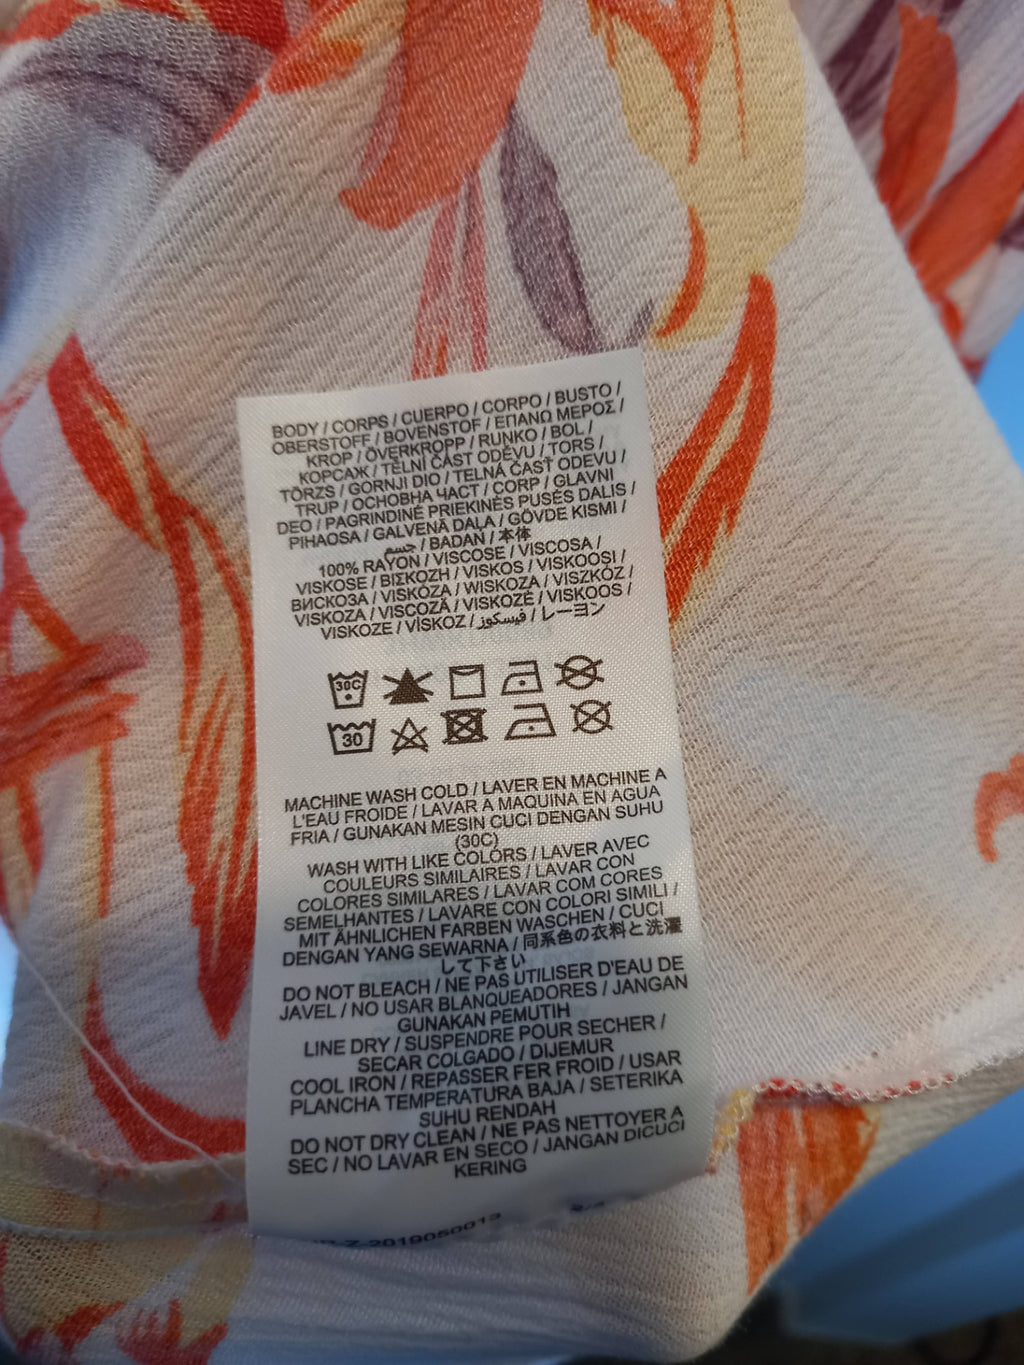 BODY / CORPS / CUERPO / CORPO / BUSTO /
OBERSTOFF / BOVENSTOF / ΕΠΑΝΩ ΜΕΡΟΣ /
KROP / ÖVERKROPP / RUNKO / BOL /
КОРСАЖ / TĚLNÍ ČÁST ODĚVU / TORS /
TÖRZS / GORNJI DIO / TELNÁ ČASŤ ODEVU /
TRUP / ОСНОВНА ЧАСТ / CORP / GLAVNI
DEO / PAGRINDINĖ PRIEKINĖS PUSĖS DALIS /
PIHAOSA / GALVENĀ DAĻA / GÖVDE KISMI /
جسم / BADAN / 本体
100% RAYON / VISCOSE / VISCOSA /
VISKOSE / ΒΙΣΚΟΖΗ / VISKOS / VISKOOSI /
ВИСКОЗА / VISKÓZA / WISKOZA / VISZKÓZ /
VISKOZA / VISCOZĂ / VISKOZĖ / VISKOOS /
VISKOZE / VİSKOZ / فيسكوز / レーヨン
30C
30
MACHINE WASH COLD / LAVER EN MACHINE A
L'EAU FROIDE / LAVAR A MAQUINA EN AGUA
FRIA / GUNAKAN MESIN CUCI DENGAN SUHU
(30C)
WASH WITH LIKE COLORS / LAVER AVEC
COULEURS SIMILAIRES / LAVAR CON
COLORES SIMILARES / LAVAR COM CORES
SEMELHANTES / LAVARE CON COLORI SIMILI /
MIT ÄHNLICHEN FARBEN WASCHEN / CUCI
DENGAN YANG SEWARNA / 同系色の衣料と洗濯
して下さい
DO NOT BLEACH / NE PAS UTILISER D'EAU DE
JAVEL / NO USAR BLANQUEADORES / JANGAN
GUNAKAN PEMUTIH
LINE DRY / SUSPENDRE POUR SECHER /
SECAR COLGADO / DIJEMUR
COOL IRON / REPASSER FER FROID / USAR
PLANCHA TEMPERATURA BAJA / SETERIKA
SUHU RENDAH
DO NOT DRY CLEAN / NE PAS NETTOYER A
SEC / NO LAVAR EN SECO / JANGAN DICUCI
KERING